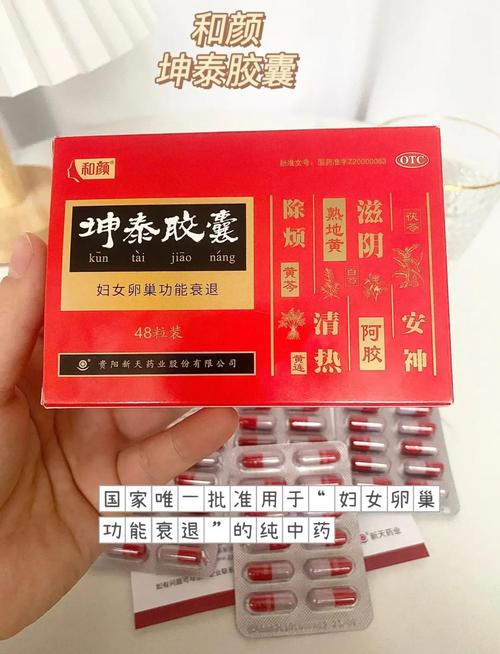 和颜
坤泰胶囊
和颜®
批准文号：国药准字Z20000083
OTC
坤泰胶囊
kūn tài jiāo náng
妇女卵巢功能衰退
48粒装
贵阳新天药业股份有限公司
除烦
熟地黄
滋阴
茯苓
黄芩
白芍
清热
黄连
阿胶
安神
国家唯一批准用于“妇女卵巢
功能衰退”的纯中药
新天药业